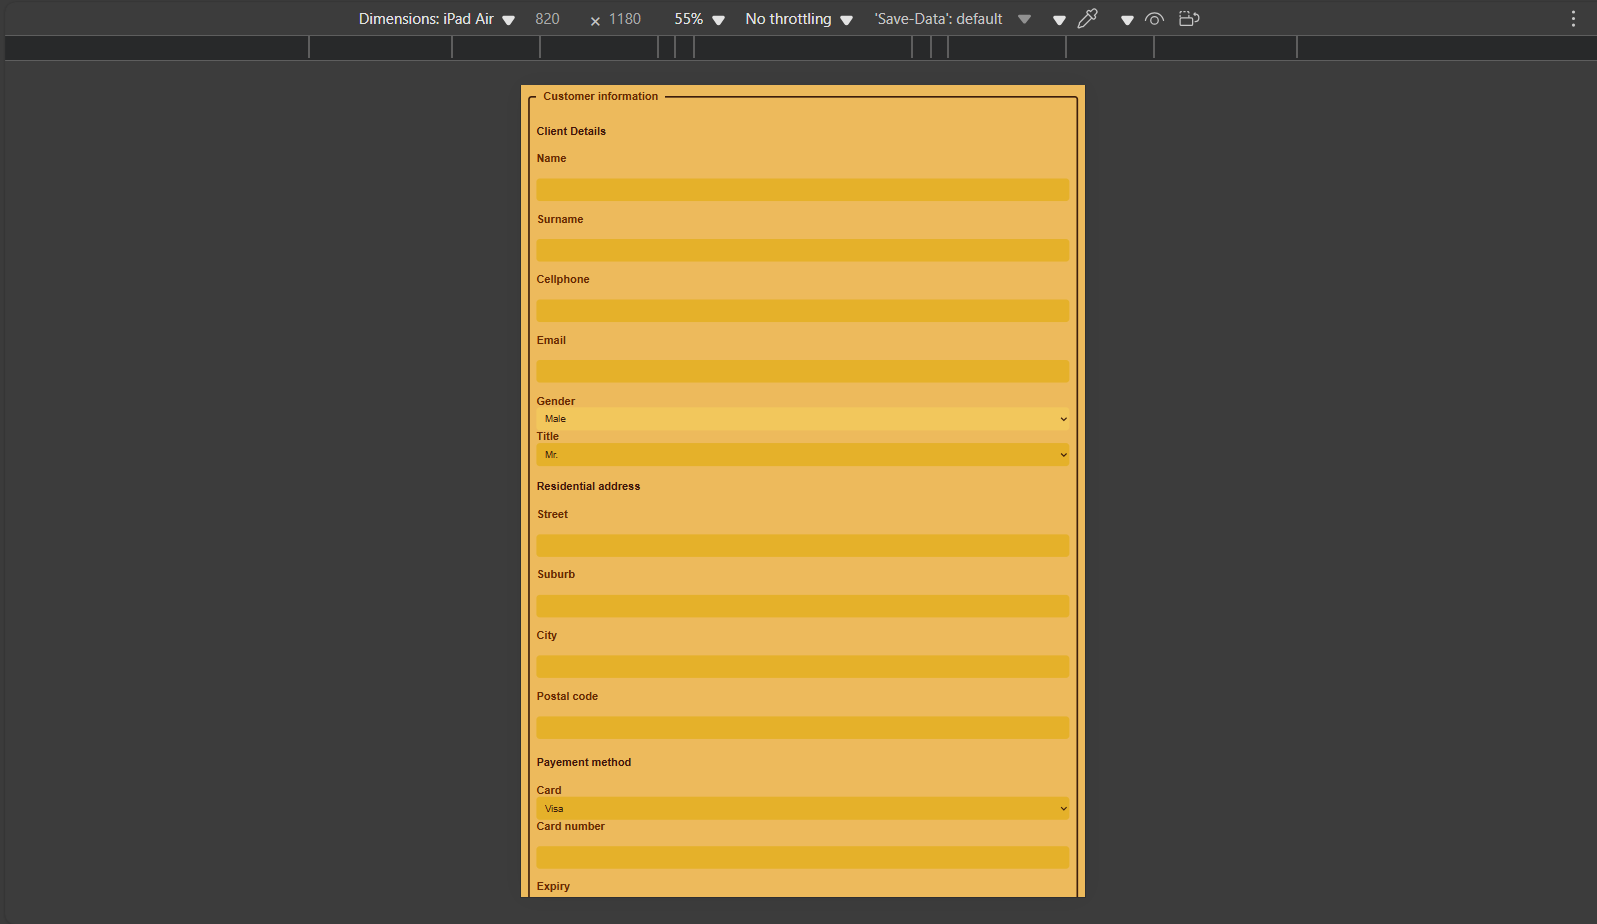 Dimensions: iPad Air 820 × 1180 55% No throttling 'Save-Data': default
Customer information
Client Details
Name
Surname
Cellphone
Email
Gender
Male
Title
Mr.
Residential address
Street
Suburb
City
Postal code
Payement method
Card
Visa
Card number
Expiry